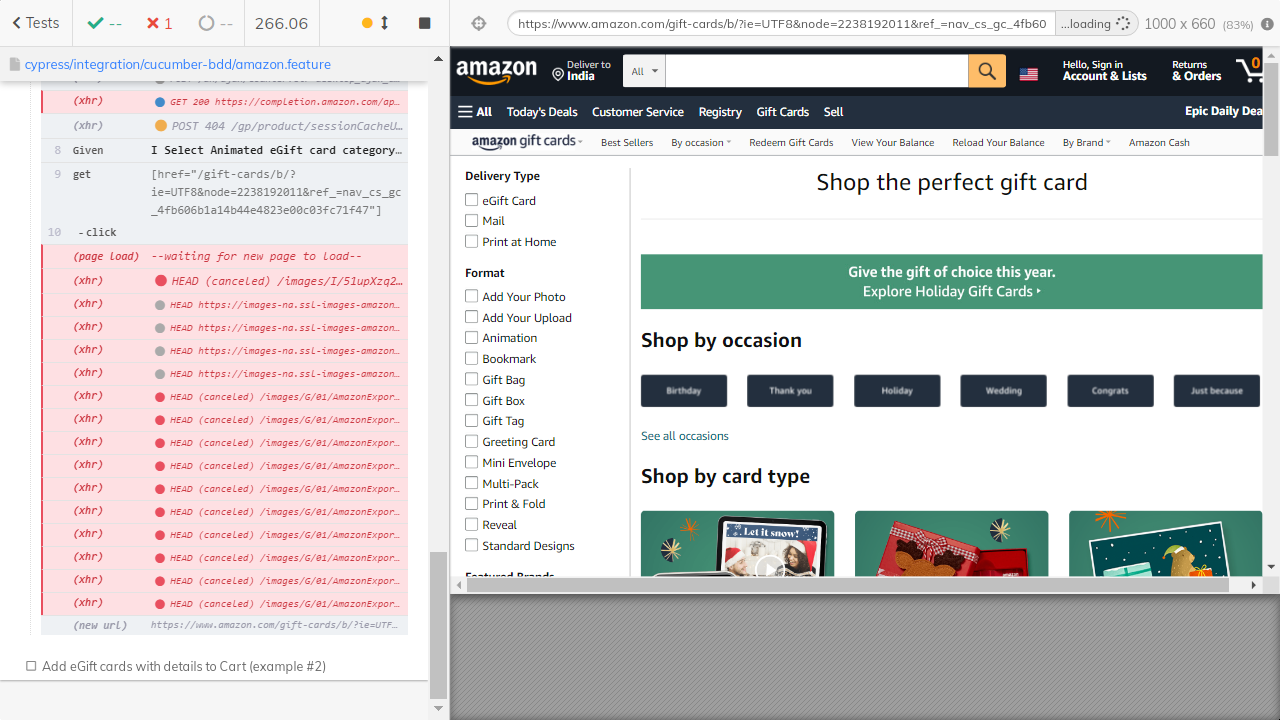 Tests
--
1
--
266.06
https://www.amazon.com/gift-cards/b/?ie=UTF8&node=2238192011&ref_=nav_cs_gc_4fb60
...loading
1000 x 660 (83%)
cypress/integration/cucumber-bdd/amazon.feature
(xhr) GET 200 https://completion.amazon.com/ap…
(xhr) POST 404 /gp/product/sessionCacheU…
8 Given I Select Animated eGift card category…
9 get [href="/gift-cards/b/?
ie=UTF8&node=2238192011&ref_=nav_cs_gc
_4fb606b1a14b44e4823e00c03fc71f47"]
10 -click
(page load) --waiting for new page to load--
(xhr) HEAD (canceled) /images/I/51upXzq2…
(xhr) HEAD https://images-na.ssl-images-amazon…
(xhr) HEAD https://images-na.ssl-images-amazon…
(xhr) HEAD https://images-na.ssl-images-amazon…
(xhr) HEAD https://images-na.ssl-images-amazon…
(xhr) HEAD (canceled) /images/G/01/AmazonExpor…
(xhr) HEAD (canceled) /images/G/01/AmazonExpor…
(xhr) HEAD (canceled) /images/G/01/AmazonExpor…
(xhr) HEAD (canceled) /images/G/01/AmazonExpor…
(xhr) HEAD (canceled) /images/G/01/AmazonExpor…
(xhr) HEAD (canceled) /images/G/01/AmazonExpor…
(xhr) HEAD (canceled) /images/G/01/AmazonExpor…
(xhr) HEAD (canceled) /images/G/01/AmazonExpor…
(xhr) HEAD (canceled) /images/G/01/AmazonExpor…
(xhr) HEAD (canceled) /images/G/01/AmazonExpor…
(new url) https://www.amazon.com/gift-cards/b/?ie=UTF…
Add eGift cards with details to Cart (example #2)
amazon
Deliver to
India
All
Hello, Sign in
Account & Lists
Returns
& Orders
0
All Today's Deals Customer Service Registry Gift Cards Sell
Epic Daily Dea
amazon gift cards Best Sellers By occasion Redeem Gift Cards View Your Balance Reload Your Balance By Brand Amazon Cash
Delivery Type
eGift Card
Mail
Print at Home
Format
Add Your Photo
Add Your Upload
Animation
Bookmark
Gift Bag
Gift Box
Gift Tag
Greeting Card
Mini Envelope
Multi-Pack
Print & Fold
Reveal
Standard Designs
Featured Brands
Shop the perfect gift card
Give the gift of choice this year.
Explore Holiday Gift Cards
Shop by occasion
Birthday Thank you Holiday Wedding Congrats Just because
See all occasions
Shop by card type
Let it snow!